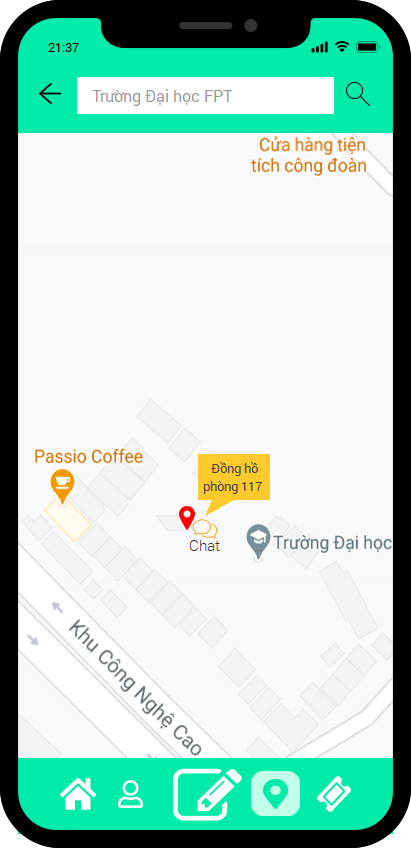 21:37
Trường Đại học FPT
Cửa hàng tiện
tích công đoàn
Passio Coffee
Đồng hồ
phòng 117
Chat
Trường Đại học
Khu Công Nghệ Cao